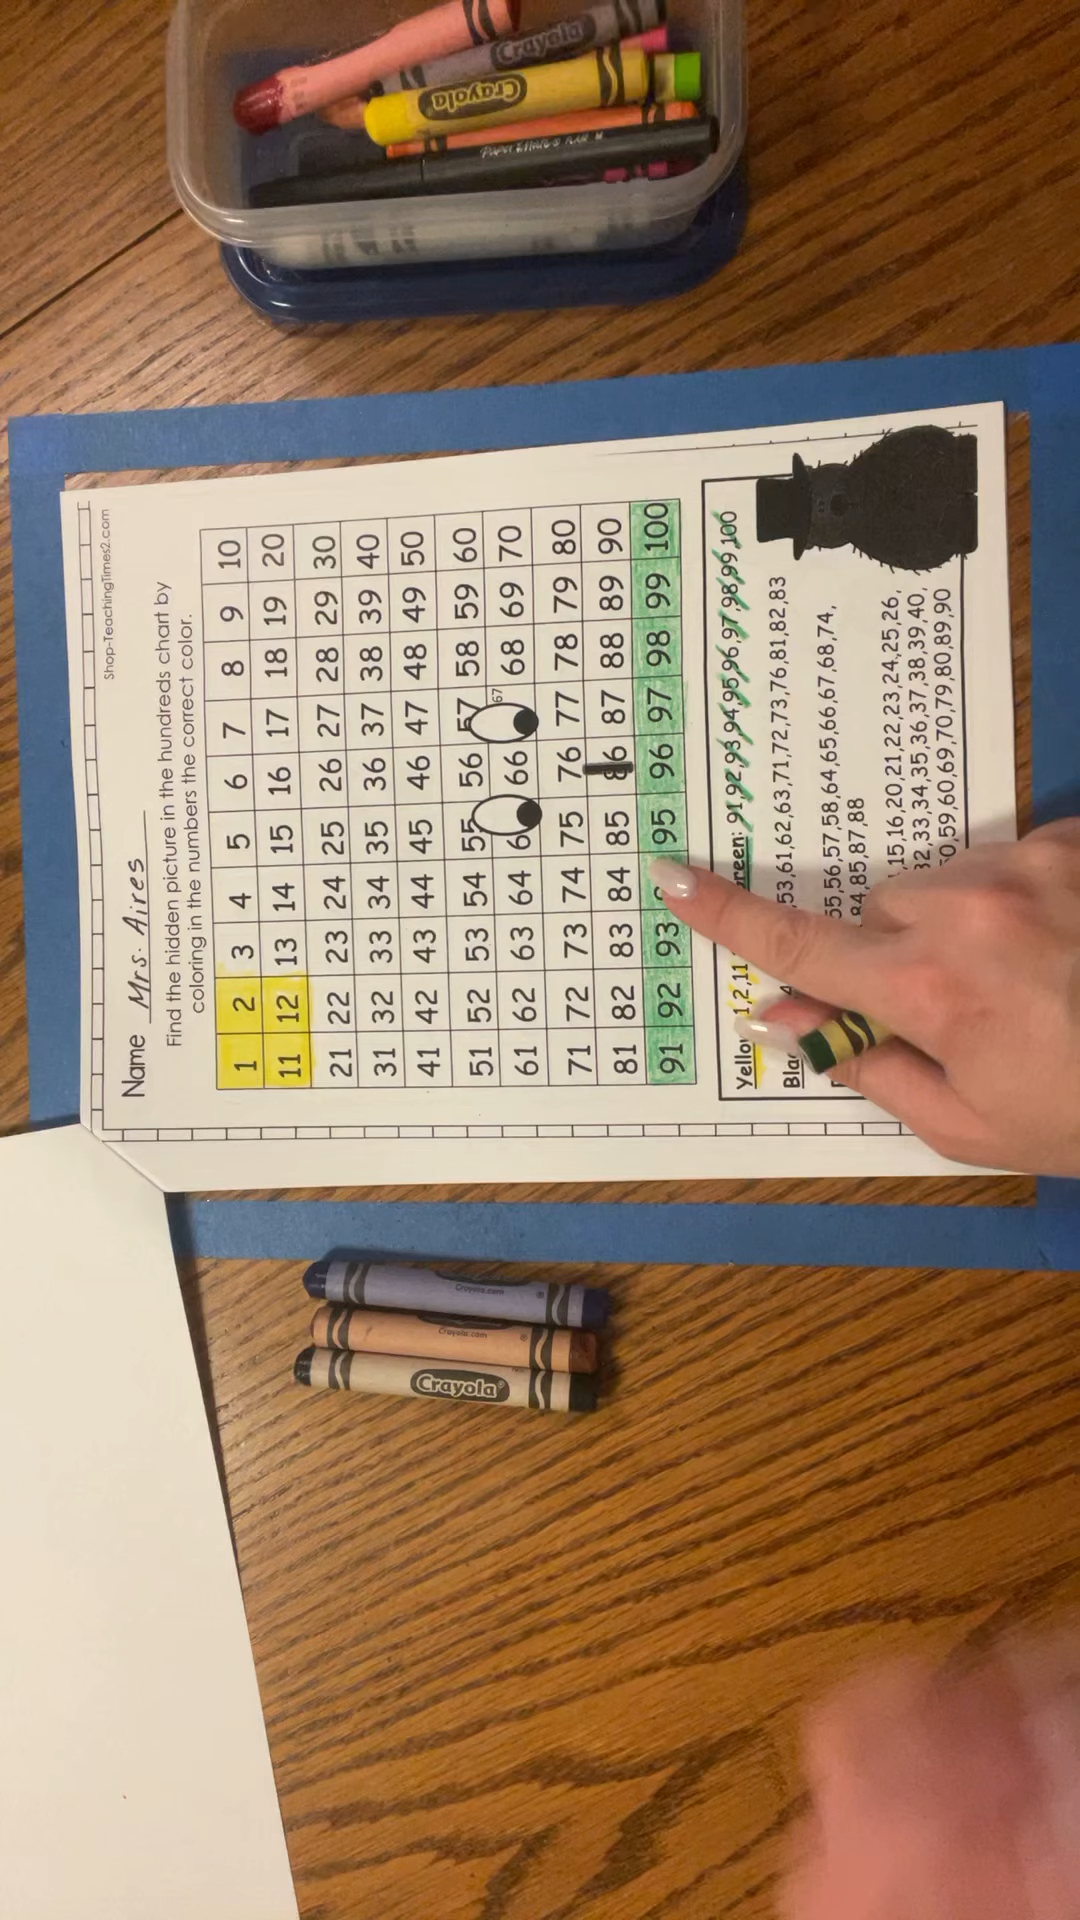 Shop-TeachingTimes2.com
Name Mrs. Aires
Find the hidden picture in the hundreds chart by
coloring in the numbers the correct color.
1 2 3 4 5 6 7 8 9 10
11 12 13 14 15 16 17 18 19 20
21 22 23 24 25 26 27 28 29 30
31 32 33 34 35 36 37 38 39 40
41 42 43 44 45 46 47 48 49 50
51 52 53 54 55 56 57 58 59 60
61 62 63 64 66 67 68 69 70
71 72 73 74 75 76 77 78 79 80
81 82 83 84 85 86 87 88 89 90
91 92 93 95 96 97 98 99 100
1,2,11 91,92,93,94,95,96,97,98,99,100
53,61,62,63,71,72,73,76,81,82,83
55,56,57,58,64,65,66,67,68,74,
84,85,87,88
15,16,20,21,22,23,24,25,26,
32,33,34,35,36,37,38,39,40,
50,59,60,69,70,79,80,89,90
Crayola
Crayola
Crayola.com
Crayola.com
Crayola